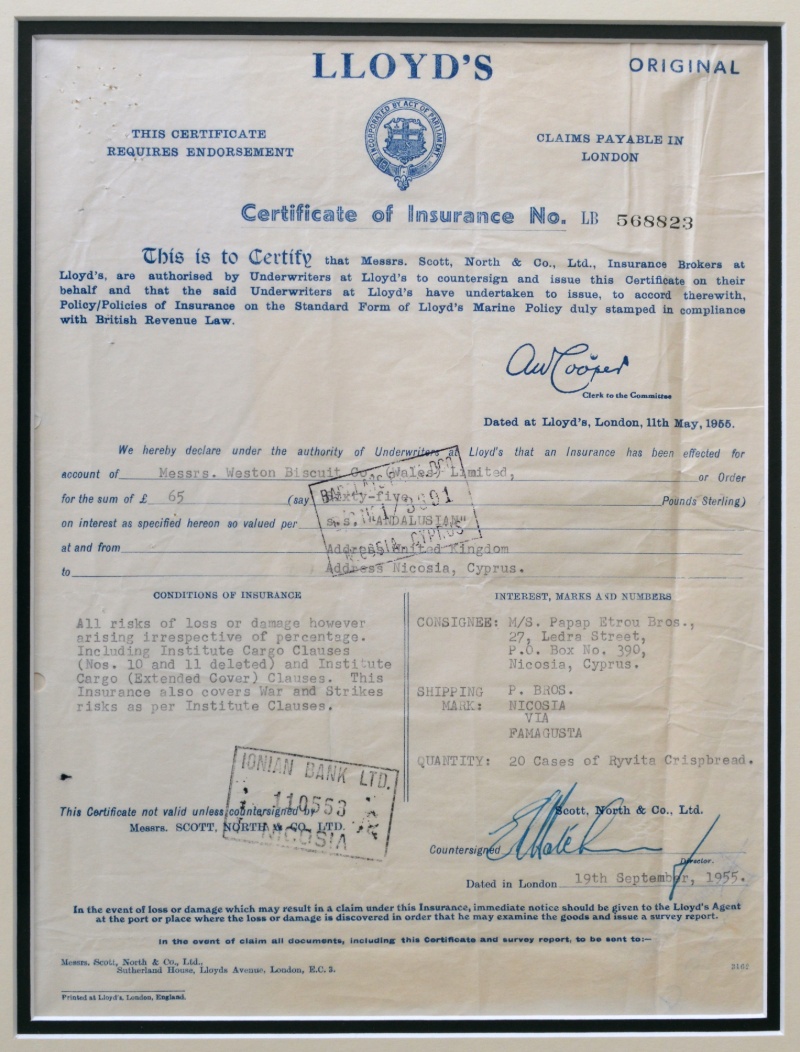 LLOYD'S
ORIGINAL
THIS CERTIFICATE
REQUIRES ENDORSEMENT
INCORPORATED BY ACT OF PARLIAMENT
CLAIMS PAYABLE IN
LONDON
Certificate of Insurance No. LB 568823
This is to Certify that Messrs. Scott, North & Co., Ltd., Insurance Brokers at
Lloyd's, are authorised by Underwriters at Lloyd's to countersign and issue this Certificate on their
behalf and that the said Underwriters at Lloyd's have undertaken to issue, to accord therewith,
Policy/Policies of Insurance on the Standard Form of Lloyd's Marine Policy duly stamped in compliance
with British Revenue Law.
AW Cooper
Clerk to the Committee
Dated at Lloyd's, London, 11th May, 1955.
We hereby declare under the authority of Underwriters at Lloyd's that an Insurance has been effected for
account of Messrs. Weston Biscuit Co. (Wales) Limited, or Order
for the sum of £ 65 (say Sixty-five Pounds Sterling)
on interest as specified hereon so valued per s.s. "ANDALUSIAN"
at and from Address United Kingdom
to Address Nicosia, Cyprus.
NICOSIA, CYPRUS
CONDITIONS OF INSURANCE
All risks of loss or damage however
arising irrespective of percentage.
Including Institute Cargo Clauses
(Nos. 10 and 11 deleted) and Institute
Cargo (Extended Cover) Clauses. This
Insurance also covers War and Strikes
risks as per Institute Clauses.
INTEREST, MARKS AND NUMBERS
CONSIGNEE: M/S. Papap Etrou Bros.,
27, Ledra Street,
P.O. Box No. 390,
Nicosia, Cyprus.
SHIPPING P. BROS.
MARK: NICOSIA
VIA
FAMAGUSTA
QUANTITY: 20 Cases of Ryvita Crispbread.
IONIAN BANK LTD.
110553
NICOSIA
This Certificate not valid unless countersigned by
Messrs. SCOTT, NORTH & CO. LTD.
Scott, North & Co., Ltd.
Countersigned
Director.
Dated in London 19th September, 1955.
In the event of loss or damage which may result in a claim under this Insurance, immediate notice should be given to the Lloyd's Agent
at the port or place where the loss or damage is discovered in order that he may examine the goods and issue a survey report.
In the event of claim all documents, including this Certificate and survey report, to be sent to:—
Messrs. Scott, North & Co., Ltd.,
Sutherland House, Lloyds Avenue, London, E.C. 3.
Printed at Lloyd's, London, England.